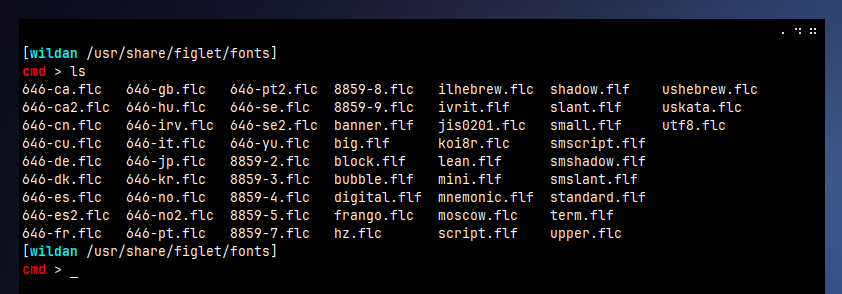 [wildan /usr/share/figlet/fonts]
cmd > ls
646-ca.flc 646-gb.flc 646-pt2.flc 8859-8.flc ilhebrew.flc shadow.flf ushebrew.flc
646-ca2.flc 646-hu.flc 646-se.flc 8859-9.flc ivrit.flf slant.flf uskata.flc
646-cn.flc 646-irv.flc 646-se2.flc banner.flf jis0201.flc small.flf utf8.flc
646-cu.flc 646-it.flc 646-yu.flc big.flf koi8r.flc smscript.flf
646-de.flc 646-jp.flc 8859-2.flc block.flf lean.flf smshadow.flf
646-dk.flc 646-kr.flc 8859-3.flc bubble.flf mini.flf smslant.flf
646-es.flc 646-no.flc 8859-4.flc digital.flf mnemonic.flf standard.flf
646-es2.flc 646-no2.flc 8859-5.flc frango.flc moscow.flc term.flf
646-fr.flc 646-pt.flc 8859-7.flc hz.flc script.flf upper.flc
[wildan /usr/share/figlet/fonts]
cmd > _